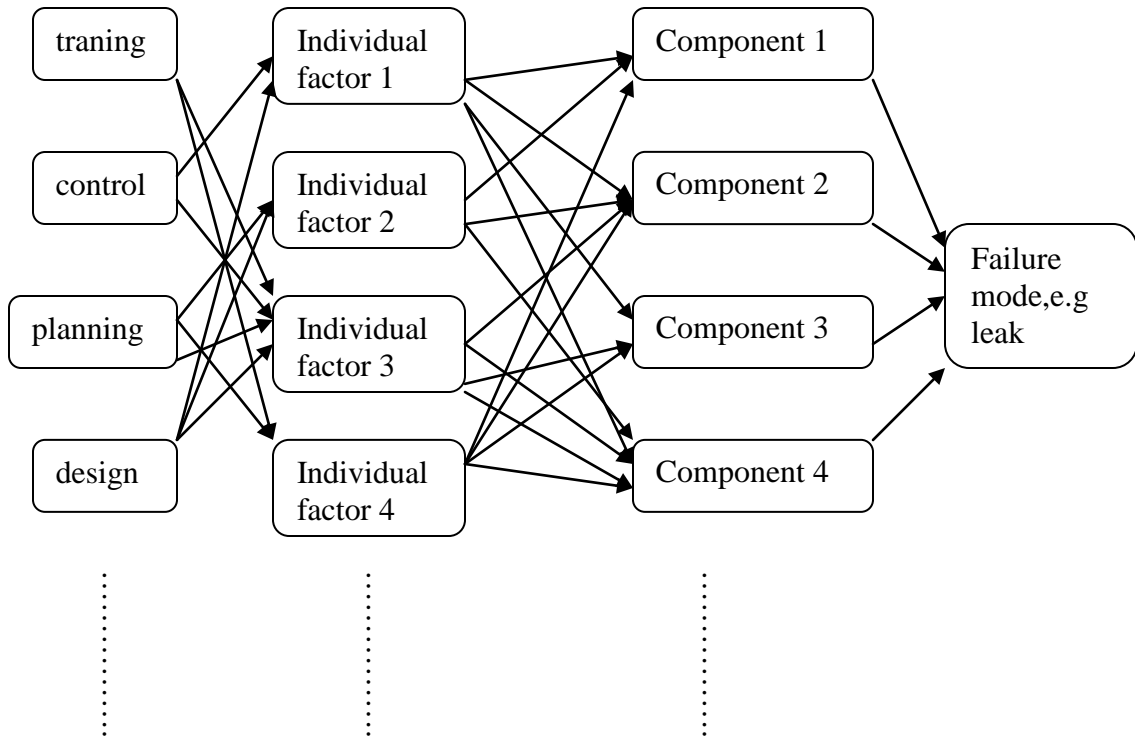 traning
Individual
factor 1
Component 1
control
Individual
factor 2
Component 2
Failure
mode,e.g
leak
planning
Individual
factor 3
Component 3
design
Individual
factor 4
Component 4